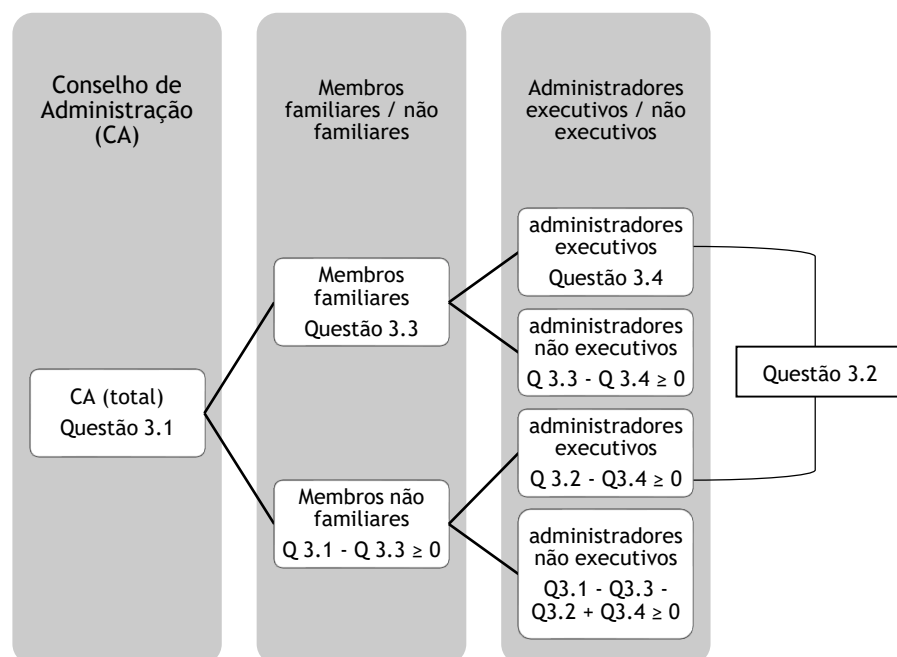 Conselho de
Administração
(CA)
Membros
familiares / não
familiares
Administradores
executivos / não
executivos
CA (total)
Questão 3.1
Membros
familiares
Questão 3.3
Membros não
familiares
Q 3.1 - Q 3.3 ≥ 0
administradores
executivos
Questão 3.4
administradores
não executivos
Q 3.3 - Q 3.4 ≥ 0
administradores
executivos
Q 3.2 - Q3.4 ≥ 0
administradores
não executivos
Q3.1 - Q3.3 -
Q3.2 + Q3.4 ≥ 0
Questão 3.2